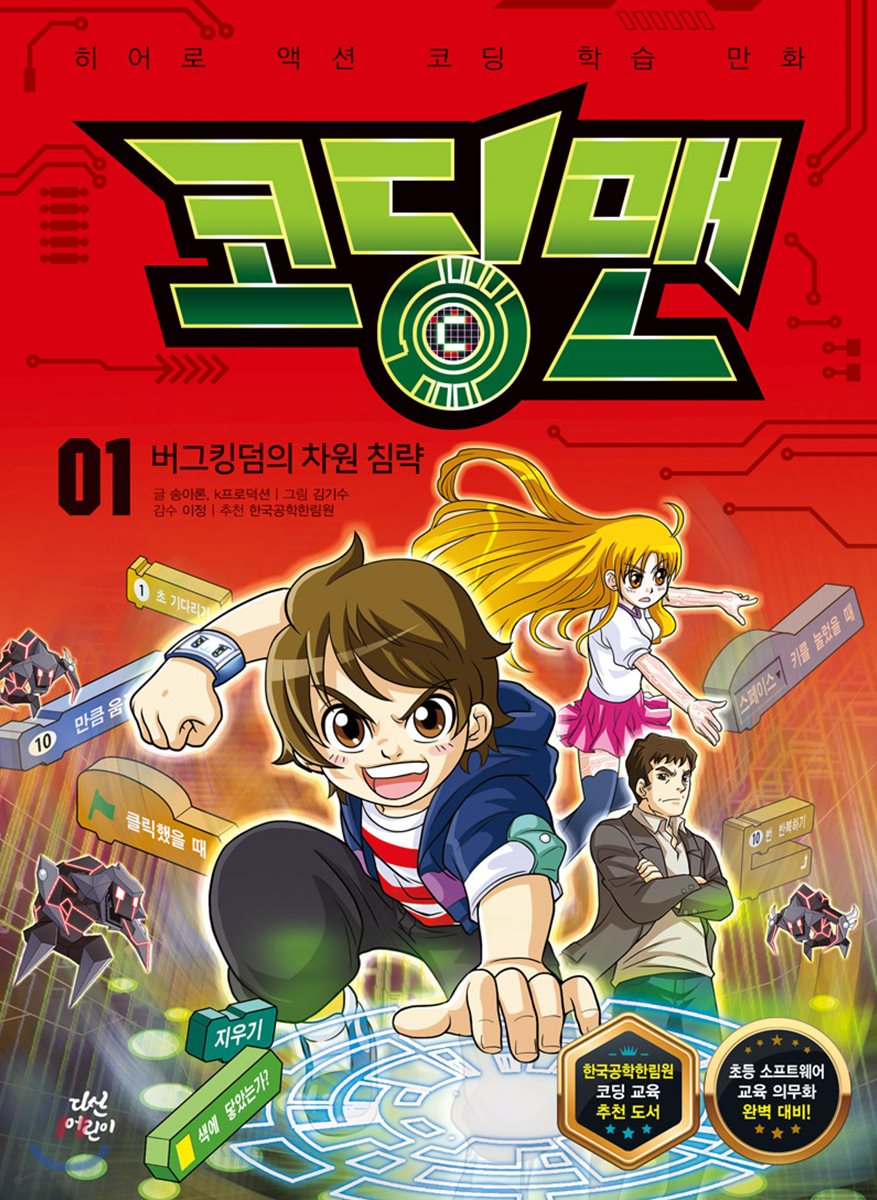 히어로 액션 코딩 학습 만화
코딩맨
C
01 버그킹덤의 차원 침략
글 송아론, k프로덕션 | 그림 김기수
감수 이정 | 추천 한국공학한림원
1 초 기다리기
10 만큼 움
클릭했을 때
스페이스 키를 눌렀을 때
10 번 반복하기
지우기
색에 닿았는가?
한국공학한림원
코딩 교육
추천 도서
초등 소프트웨어
교육 의무화
완벽 대비!
다산
어린이